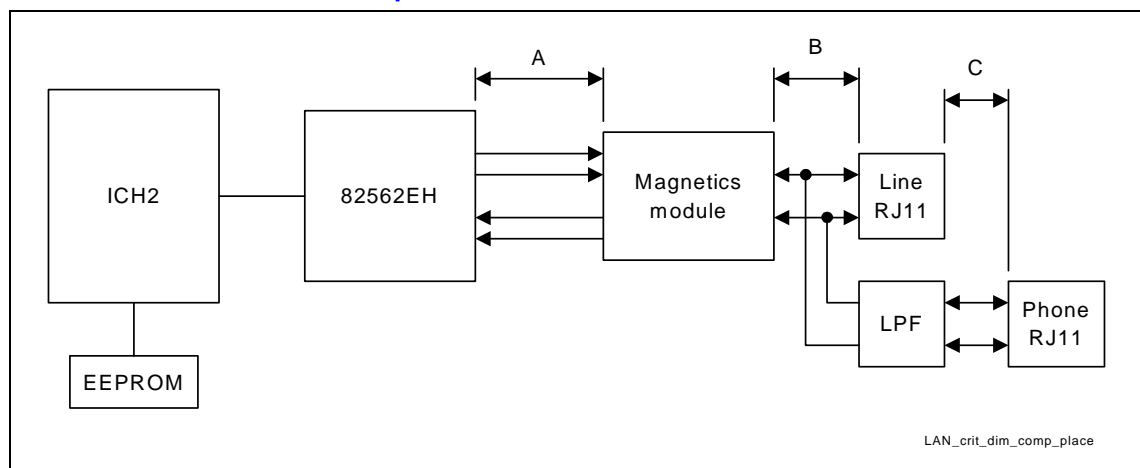 A
B
C
ICH2
82562EH
Magnetics
module
Line
RJ11
LPF
Phone
RJ11
EEPROM
LAN_crit_dim_comp_place